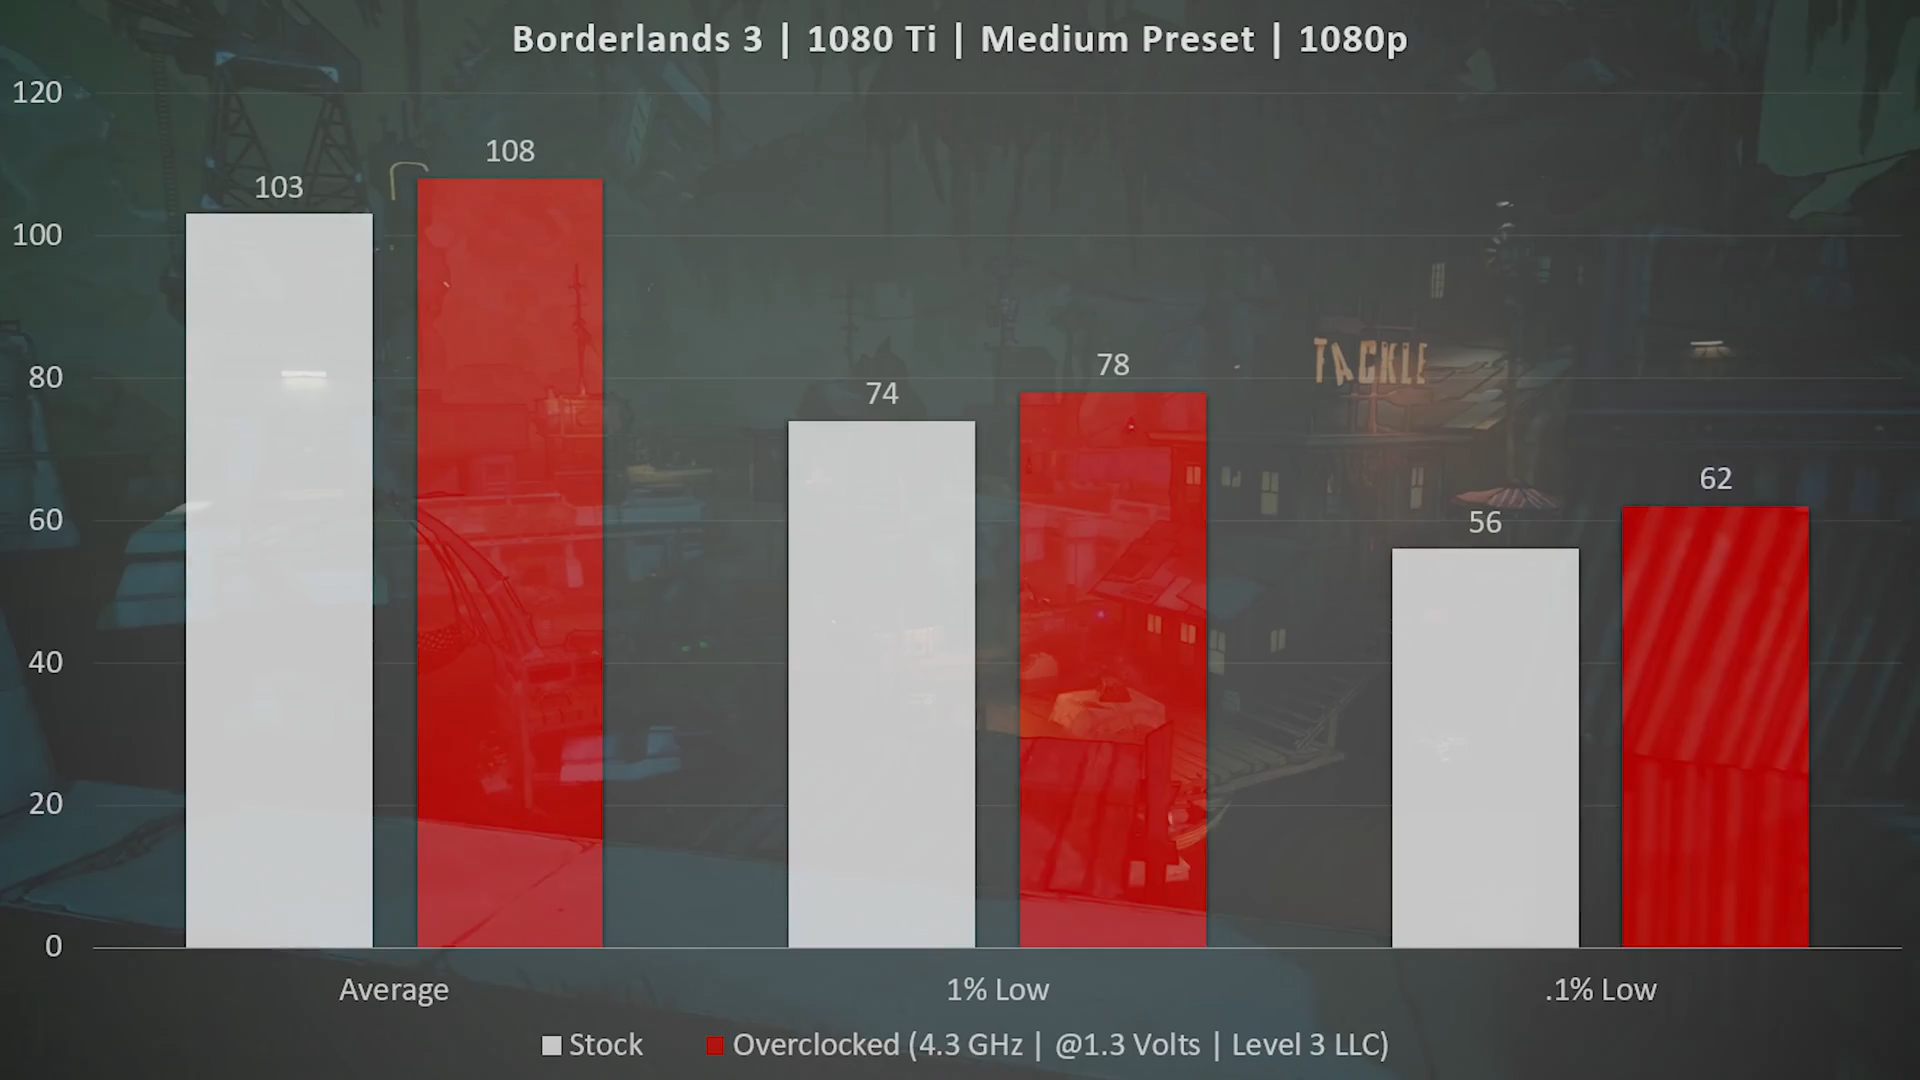 Borderlands 3 | 1080 Ti | Medium Preset | 1080p
120
100
80
60
40
20
0
103
108
74
78
56
62
TACKLE
Average
1% Low
.1% Low
Stock
Overclocked (4.3 GHz | @1.3 Volts | Level 3 LLC)